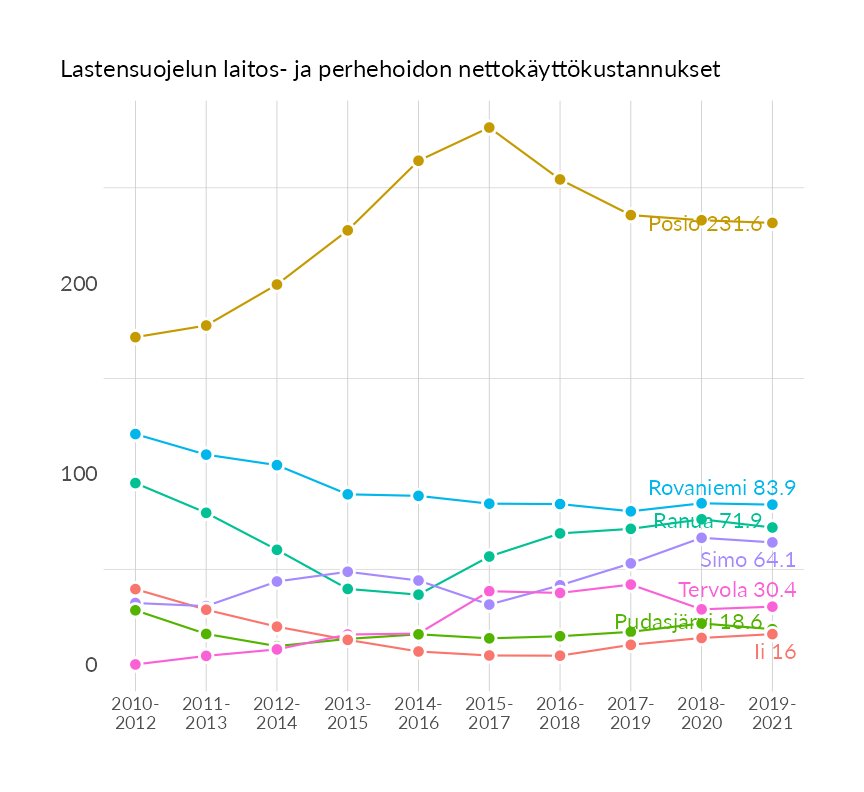 Lastensuojelun laitos- ja perhehoidon nettokäyttökustannukset
Posio 231.6
200
100
Rovaniemi 83.9
Ranua 71.9
Simo 64.1
Tervola 30.4
Pudasjärvi 18.6
Ii 16
0
2010-
2012
2011-
2013
2012-
2014
2013-
2015
2014-
2016
2015-
2017
2016-
2018
2017-
2019
2018-
2020
2019-
2021